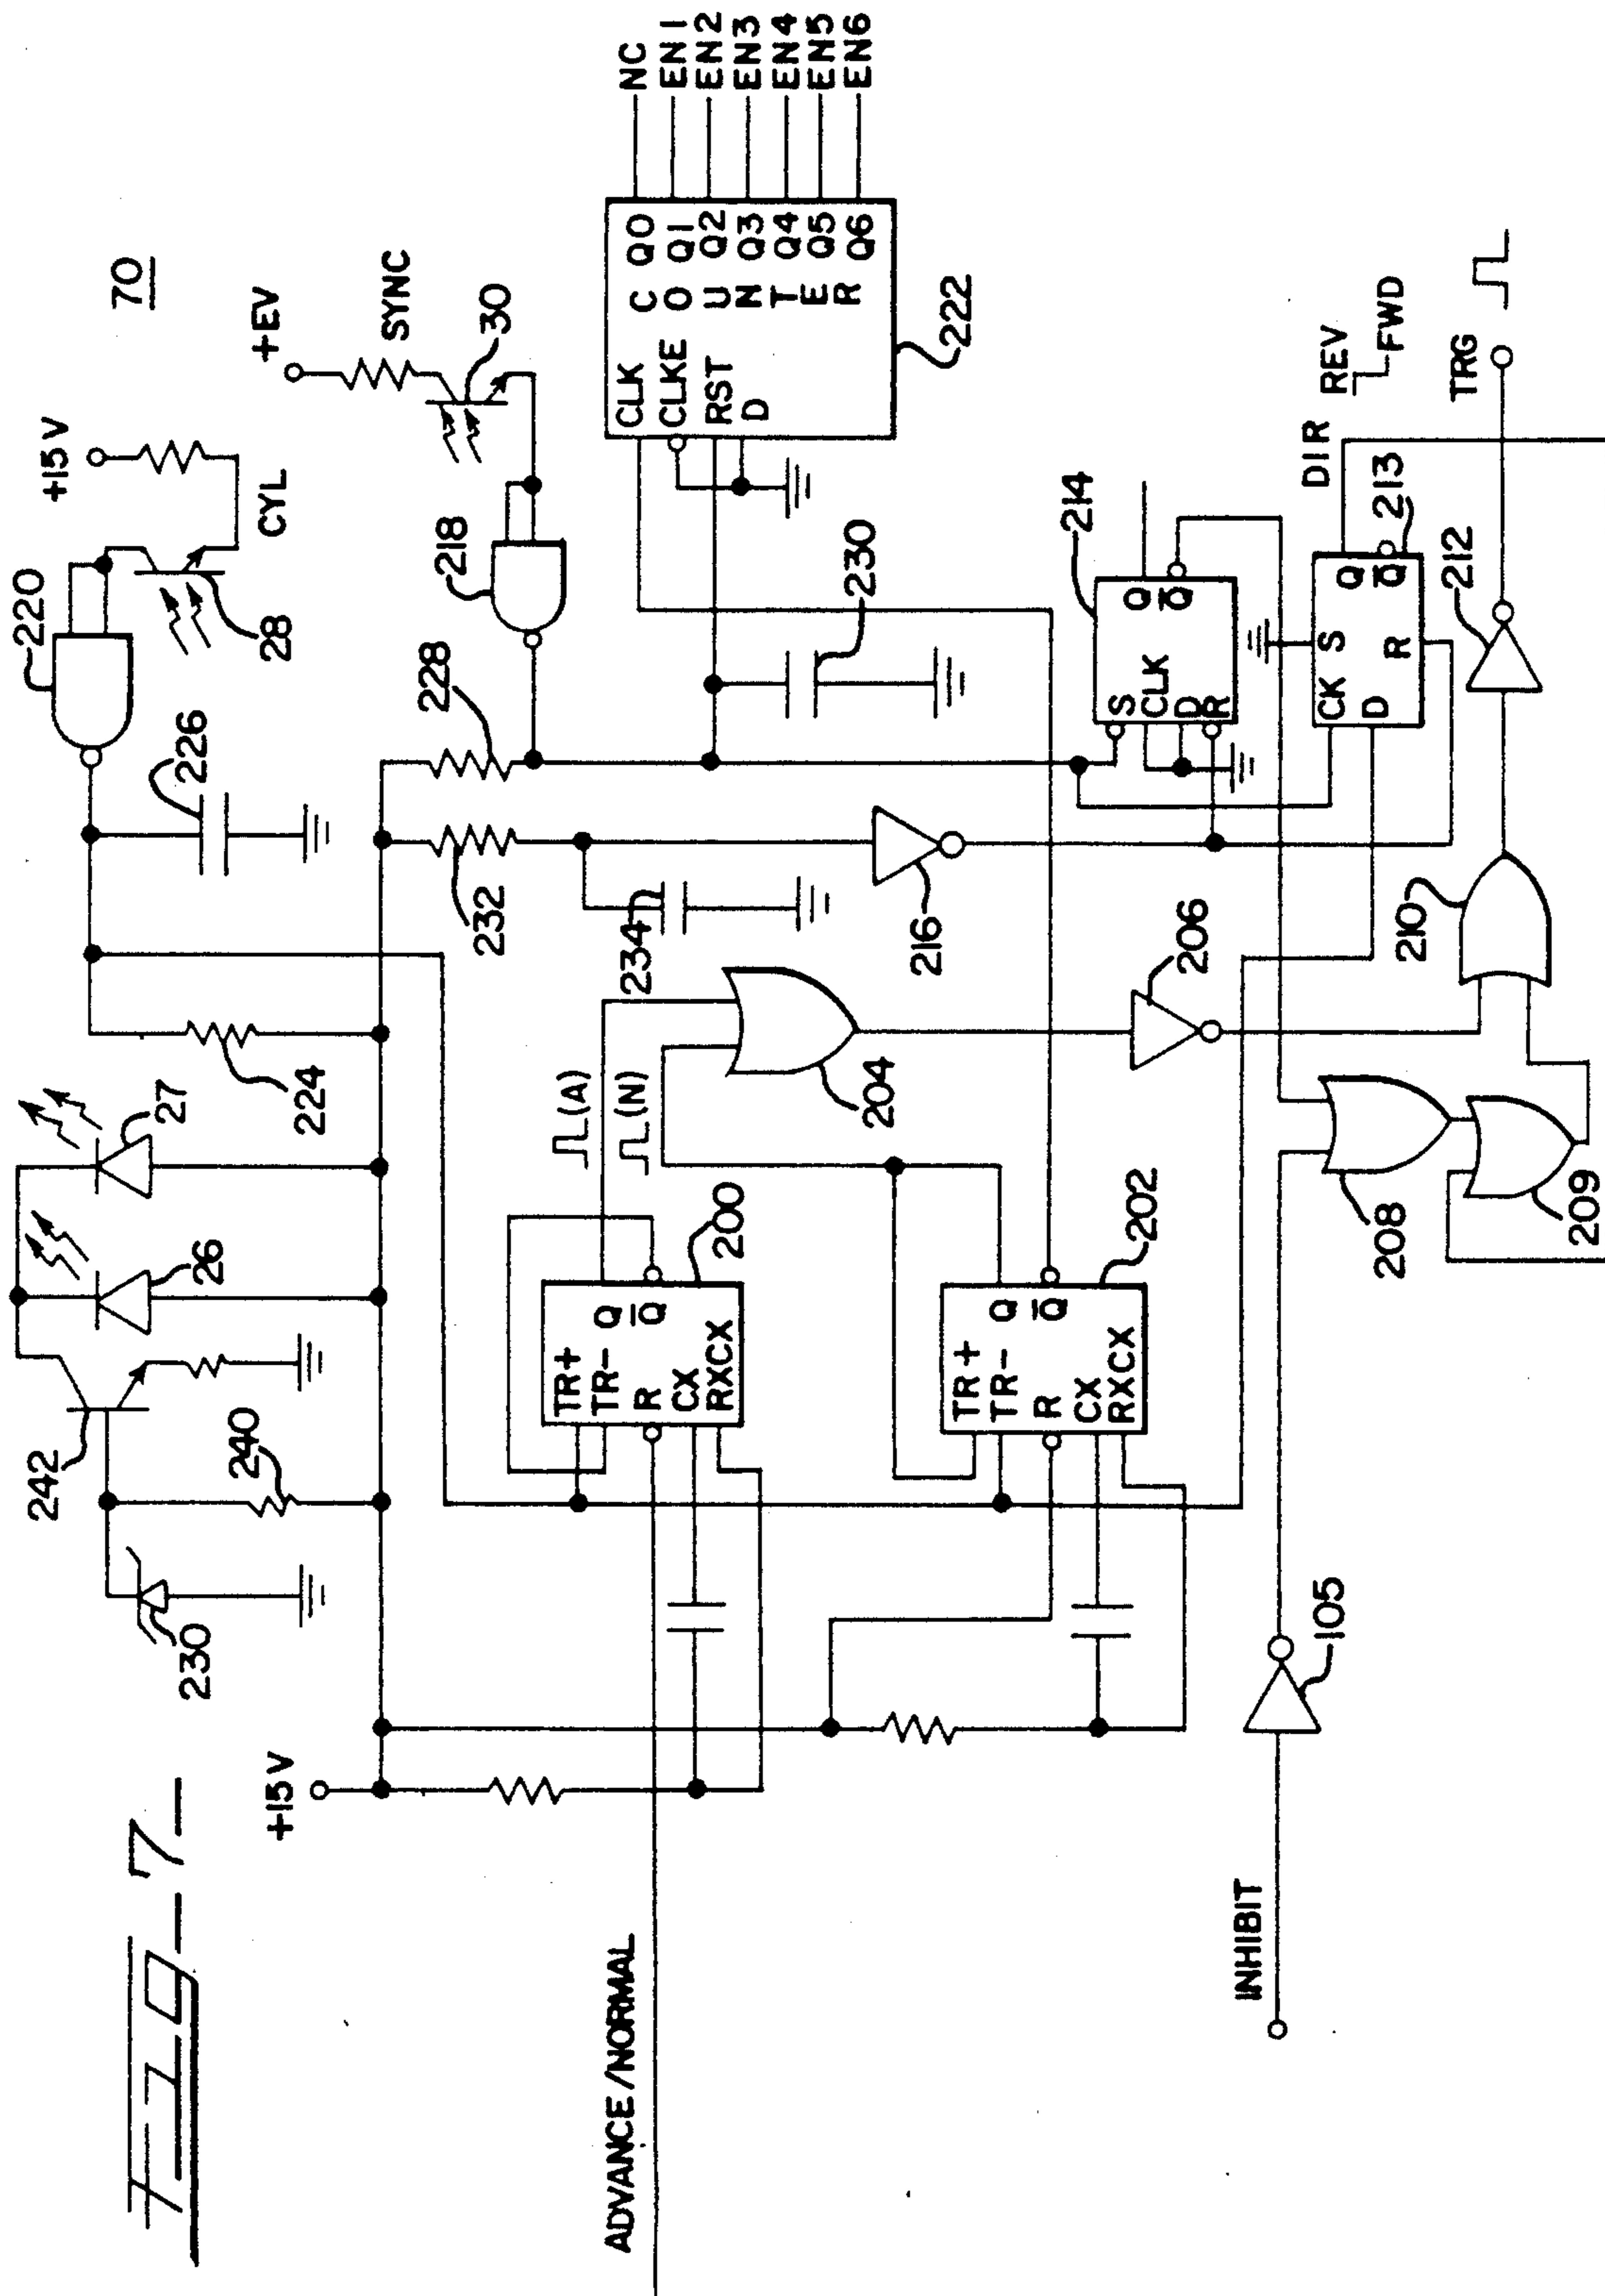 FIG-7-
70
+15V
CYL
220
28
226
+EV
SYNC
30
218
27
26
224
242
240
230
+15V
232
234
228
230
216
CLK
CLKE
RST
D
COUNTER
Q0
Q1
Q2
Q3
Q4
Q5
Q6
NC
EN1
EN2
EN3
EN4
EN5
EN6
222
ADVANCE/NORMAL
TR+
TR-
R
CX
RXCX
Q
Q̅
200
(A)
(N)
204
206
TR+
TR-
R
CX
RXCX
Q
Q̅
202
214
S
CLK
D
R
Q
Q̅
CK
D
S
R
Q
Q̅
213
DIR
REV
FWD
INHIBIT
105
208
209
210
212
TRG